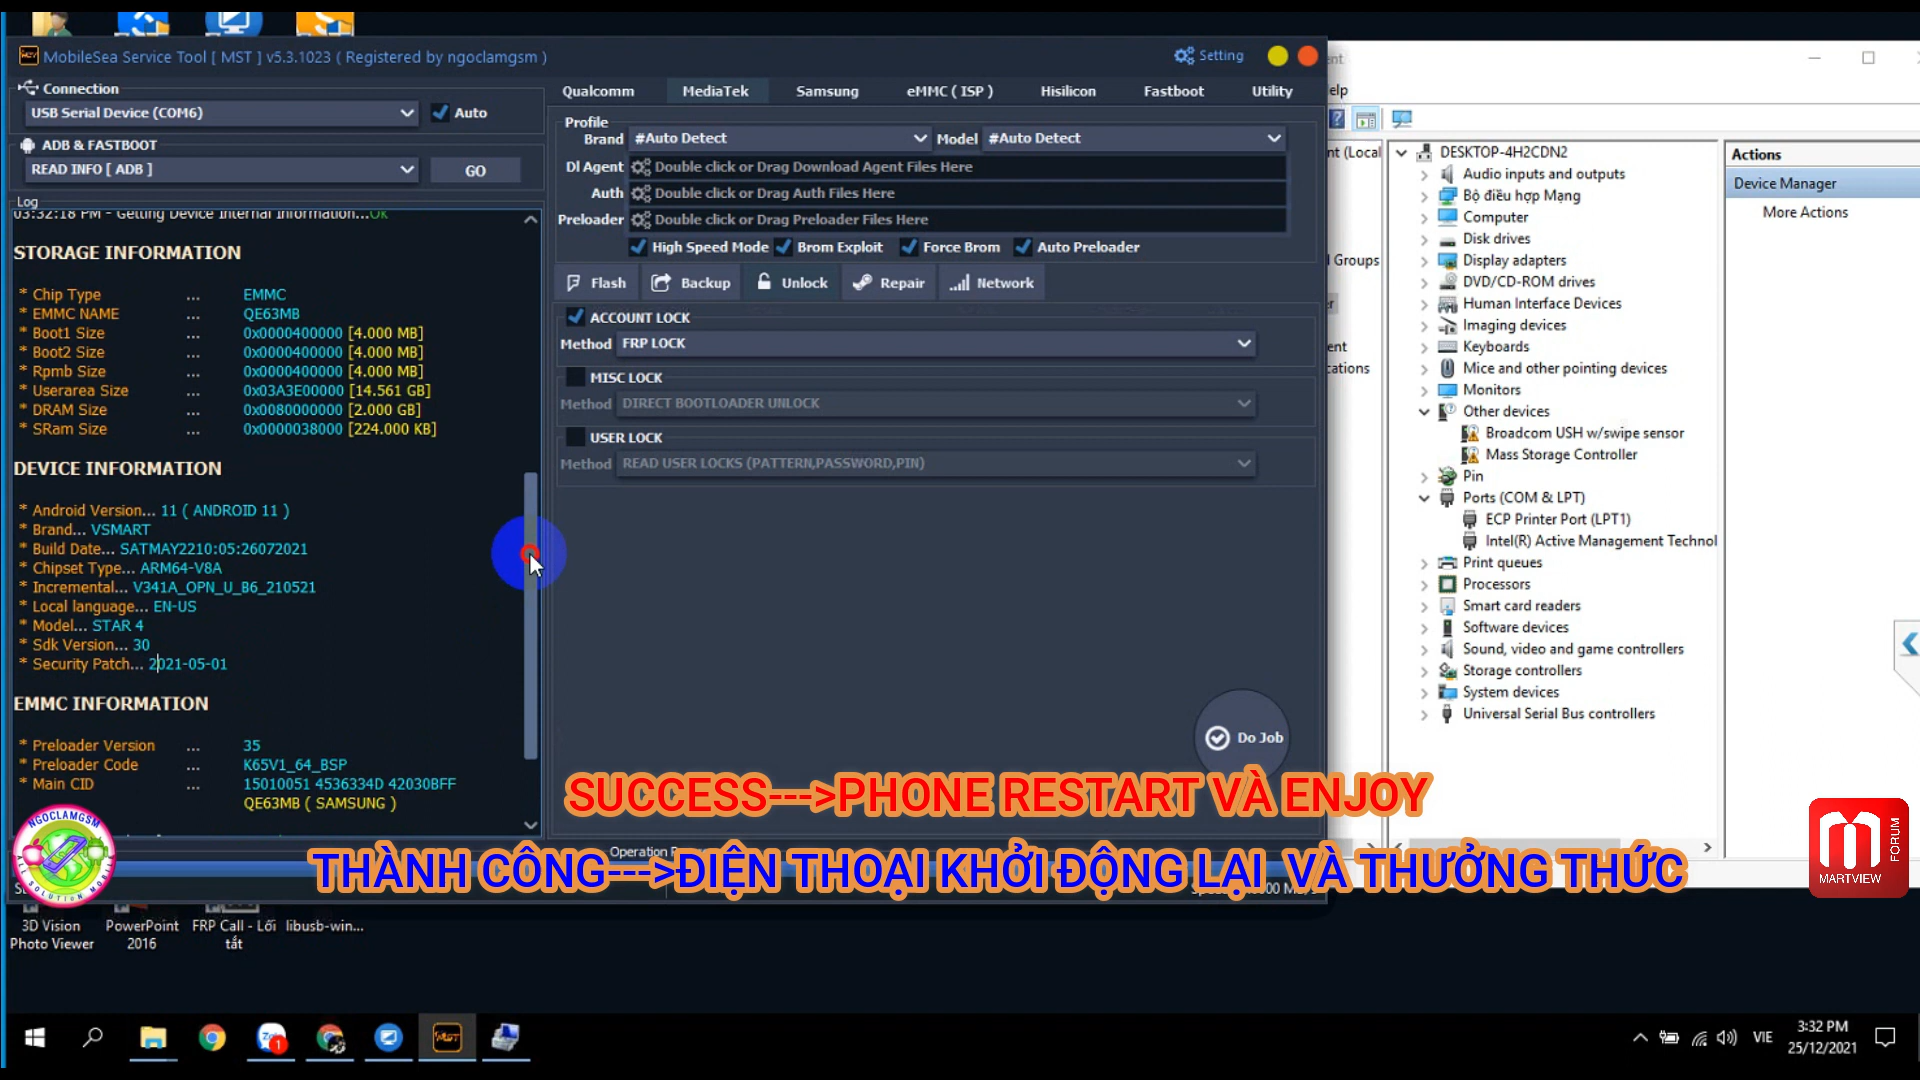 MobileSea Service Tool [ MST ] v5.3.1023 ( Registered by ngoclamgsm )
Setting
Connection
USB Serial Device (COM6)
Auto
ADB & FASTBOOT
READ INFO [ ADB ]
GO
Log
03:32:18 PM - Getting Device Internal Information...Ok
STORAGE INFORMATION
* Chip Type ... EMMC
* EMMC NAME ... QE63MB
* Boot1 Size ... 0x0000400000 [4.000 MB]
* Boot2 Size ... 0x0000400000 [4.000 MB]
* Rpmb Size ... 0x0000400000 [4.000 MB]
* Userarea Size ... 0x03A3E00000 [14.561 GB]
* DRAM Size ... 0x0080000000 [2.000 GB]
* SRam Size ... 0x0000038000 [224.000 KB]
DEVICE INFORMATION
* Android Version... 11 ( ANDROID 11 )
* Brand... VSMART
* Build Date... SATMAY2210:05:26072021
* Chipset Type... ARM64-V8A
* Incremental... V341A_OPN_U_B6_210521
* Local language... EN-US
* Model... STAR 4
* Sdk Version... 30
* Security Patch... 2021-05-01
EMMC INFORMATION
* Preloader Version ... 35
* Preloader Code ... K65V1_64_BSP
* Main CID ... 15010051 4536334D 42030BFF
QE63MB ( SAMSUNG )
Qualcomm MediaTek Samsung eMMC ( ISP ) Hisilicon Fastboot Utility
Profile
Brand #Auto Detect Model #Auto Detect
Dl Agent Double click or Drag Download Agent Files Here
Auth Double click or Drag Auth Files Here
Preloader Double click or Drag Preloader Files Here
High Speed Mode Brom Exploit Force Brom Auto Preloader
Flash Backup Unlock Repair Network
ACCOUNT LOCK
Method FRP LOCK
MISC LOCK
Method DIRECT BOOTLOADER UNLOCK
USER LOCK
Method READ USER LOCKS (PATTERN,PASSWORD,PIN)
Do Job
Operation
SUCCESS--->PHONE RESTART VÀ ENJOY
THÀNH CÔNG--->ĐIỆN THOẠI KHỞI ĐỘNG LẠI VÀ THƯỞNG THỨC
NGOCLAMGSM
ALL SOLUTION MOBILE
DESKTOP-4H2CDN2
Audio inputs and outputs
Bộ điều hợp Mạng
Computer
Disk drives
Display adapters
DVD/CD-ROM drives
Human Interface Devices
Imaging devices
Keyboards
Mice and other pointing devices
Monitors
Other devices
Broadcom USH w/swipe sensor
Mass Storage Controller
Pin
Ports (COM & LPT)
ECP Printer Port (LPT1)
Intel(R) Active Management Technol
Print queues
Processors
Smart card readers
Software devices
Sound, video and game controllers
Storage controllers
System devices
Universal Serial Bus controllers
Actions
Device Manager
More Actions
M
FORUM
MARTVIEW
3D Vision
Photo Viewer
PowerPoint
2016
FRP Call - Lối
tắt
libusb-win...
VIE
3:32 PM
25/12/2021